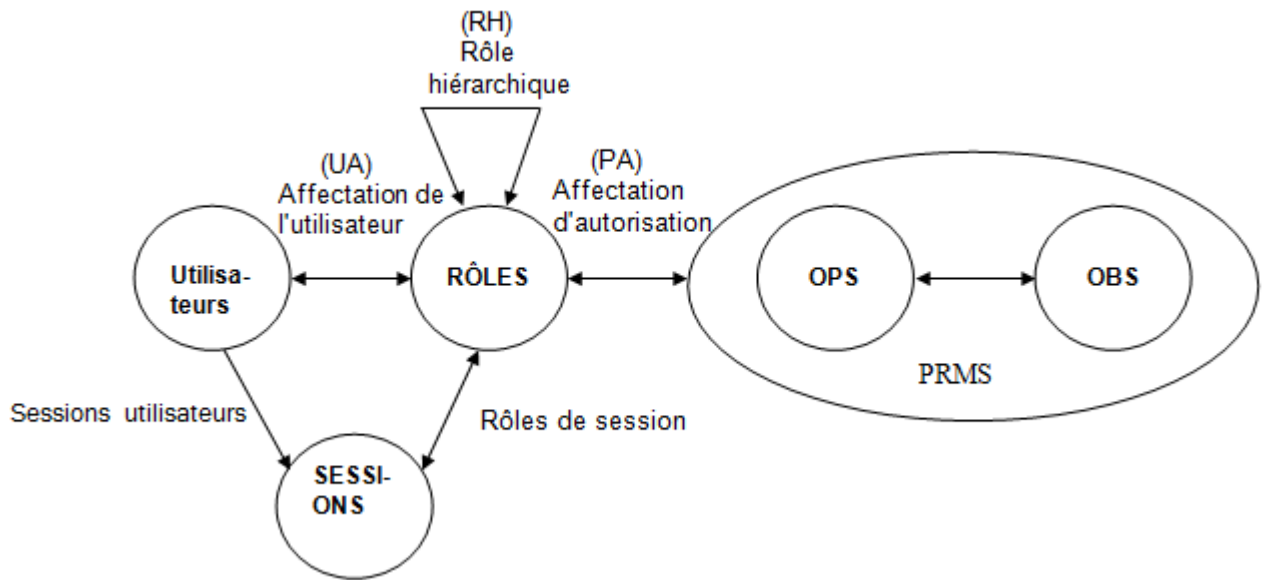 (RH)
Rôle
hiérarchique
(UA)
Affectation de
l'utilisateur
(PA)
Affectation
d'autorisation
Utilisa-
teurs
RÔLES
OPS
OBS
PRMS
Sessions utilisateurs
Rôles de session
SESSI-
ONS